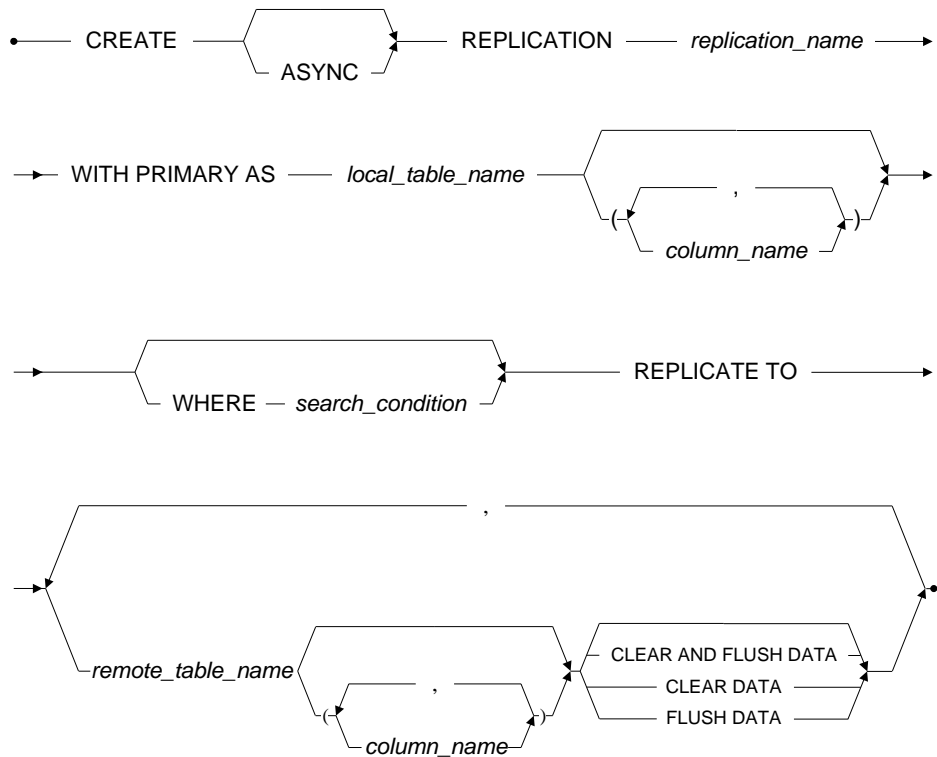 CREATE REPLICATION replication_name
ASYNC
WITH PRIMARY AS local_table_name
( , )
column_name
REPLICATE TO
WHERE search_condition
,
CLEAR AND FLUSH DATA
remote_table_name
CLEAR DATA
( , )
FLUSH DATA
column_name